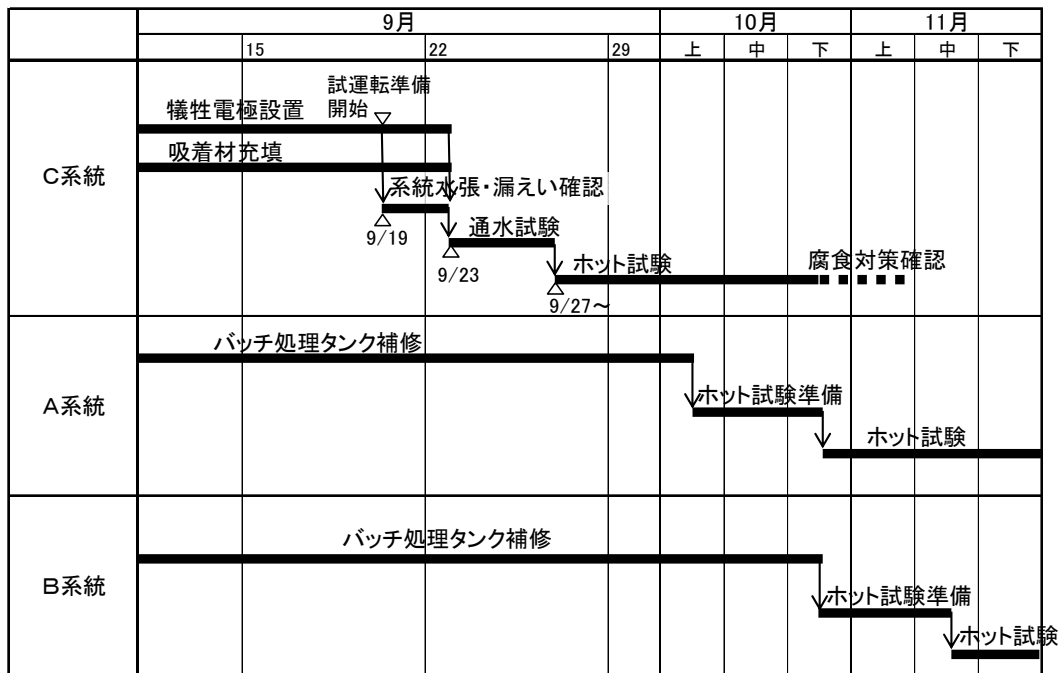 9月
10月
11月
15
22
29
上
中
下
上
中
下
C系統
試運転準備
開始
犠牲電極設置
吸着材充填
系統水張・漏えい確認
9/19
通水試験
9/23
ホット試験
腐食対策確認
9/27～
A系統
バッチ処理タンク補修
ホット試験準備
ホット試験
B系統
バッチ処理タンク補修
ホット試験準備
ホット試験